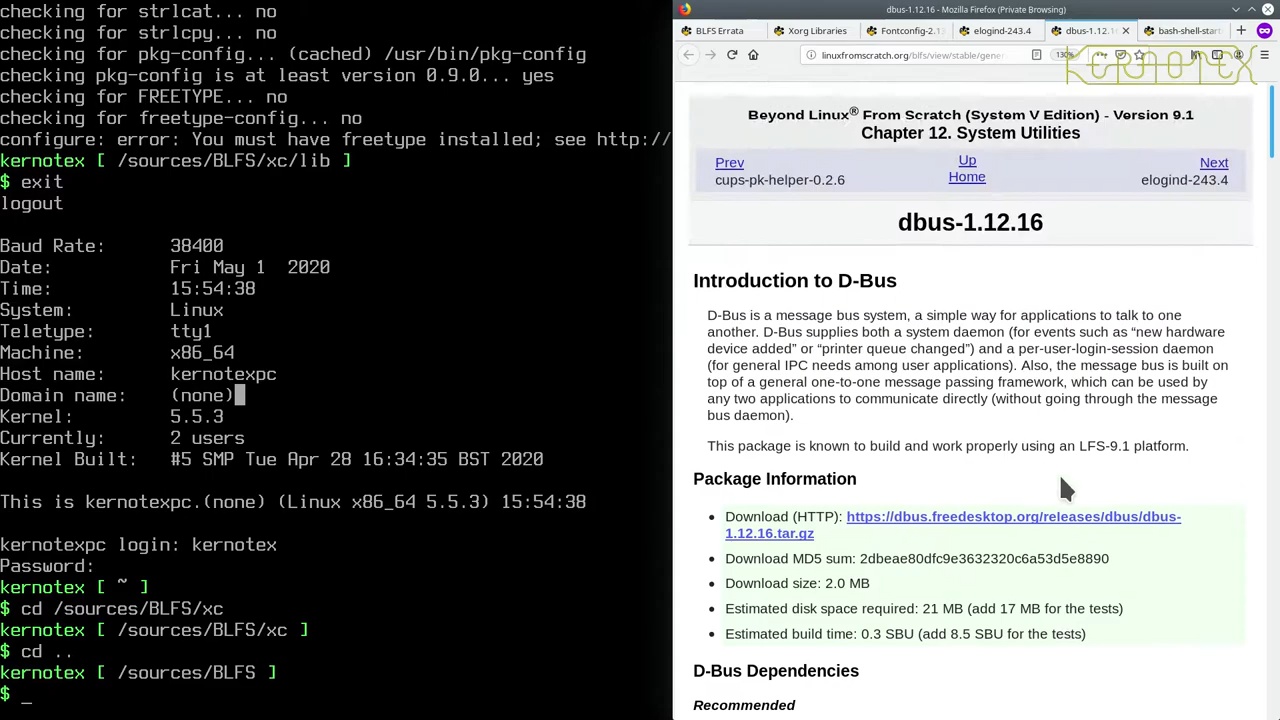 checking for strlcat... no
checking for strlcpy... no
checking for pkg-config... (cached) /usr/bin/pkg-config
checking pkg-config is at least version 0.9.0... yes
checking for FREETYPE... no
checking for freetype-config... no
configure: error: You must have freetype installed; see http://
kernotex [ /sources/BLFS/xc/lib ]
$ exit
logout
Baud Rate: 38400
Date: Fri May 1 2020
Time: 15:54:38
System: Linux
Teletype: tty1
Machine: x86_64
Host name: kernotexpc
Domain name: (none)
Kernel: 5.5.3
Currently: 2 users
Kernel Built: #5 SMP Tue Apr 28 16:34:35 BST 2020
This is kernotexpc.(none) (Linux x86_64 5.5.3) 15:54:38
kernotexpc login: kernotex
Password:
kernotex [ ~ ]
$ cd /sources/BLFS/xc
kernotex [ /sources/BLFS/xc ]
$ cd ..
kernotex [ /sources/BLFS ]
$ _
dbus-1.12.16 - Mozilla Firefox (Private Browsing)
BLFS Errata
Xorg Libraries
Fontconfig-2.13
elogind-243.4
dbus-1.12.16
bash-shell-start
linuxfromscratch.org/blfs/view/stable/gener
130%
KERNOTEX
Beyond Linux® From Scratch (System V Edition) - Version 9.1
Chapter 12. System Utilities
Prev Up Next
cups-pk-helper-0.2.6 Home elogind-243.4
dbus-1.12.16
Introduction to D-Bus
D-Bus is a message bus system, a simple way for applications to talk to one
another. D-Bus supplies both a system daemon (for events such as “new hardware
device added” or “printer queue changed”) and a per-user-login-session daemon
(for general IPC needs among user applications). Also, the message bus is built on
top of a general one-to-one message passing framework, which can be used by
any two applications to communicate directly (without going through the message
bus daemon).
This package is known to build and work properly using an LFS-9.1 platform.
Package Information
• Download (HTTP): https://dbus.freedesktop.org/releases/dbus/dbus-
1.12.16.tar.gz
• Download MD5 sum: 2dbeae80dfc9e3632320c6a53d5e8890
• Download size: 2.0 MB
• Estimated disk space required: 21 MB (add 17 MB for the tests)
• Estimated build time: 0.3 SBU (add 8.5 SBU for the tests)
D-Bus Dependencies
Recommended